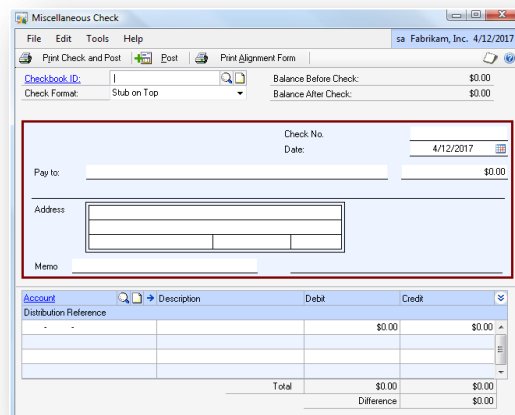 Miscellaneous Check
File Edit Tools Help sa Fabrikam, Inc. 4/12/2017
Print Check and Post Post Print Alignment Form
Checkbook ID: Balance Before Check: $0.00
Check Format: Stub on Top Balance After Check: $0.00
Check No.
Date: 4/12/2017
Pay to: $0.00
Address
Memo
Account Description Debit Credit
Distribution Reference
- - $0.00 $0.00
Total $0.00 $0.00
Difference $0.00